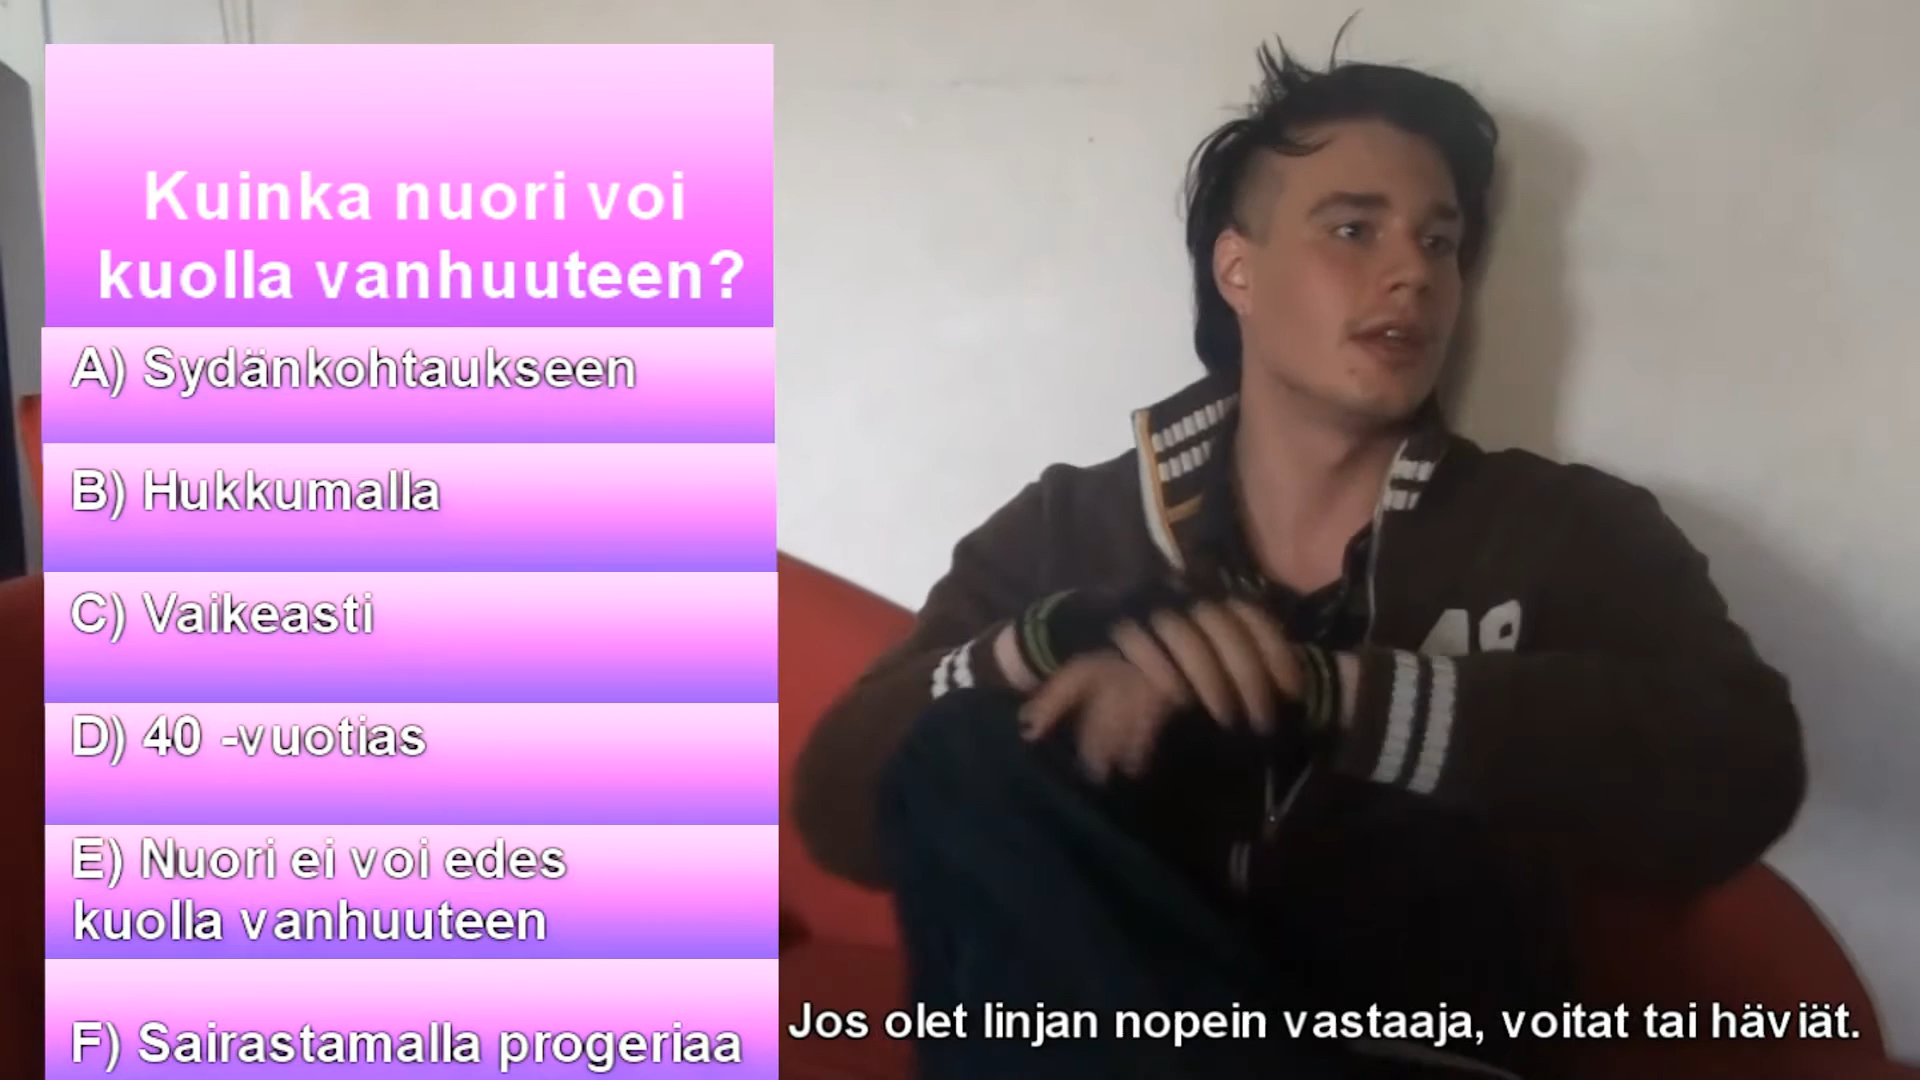 Kuinka nuori voi
kuolla vanhuuteen?
A) Sydänkohtaukseen
B) Hukkumalla
C) Vaikeasti
D) 40 -vuotias
E) Nuori ei voi edes
kuolla vanhuuteen
F) Sairastamalla progeriaa
Jos olet linjan nopein vastaaja, voitat tai häviät.
48